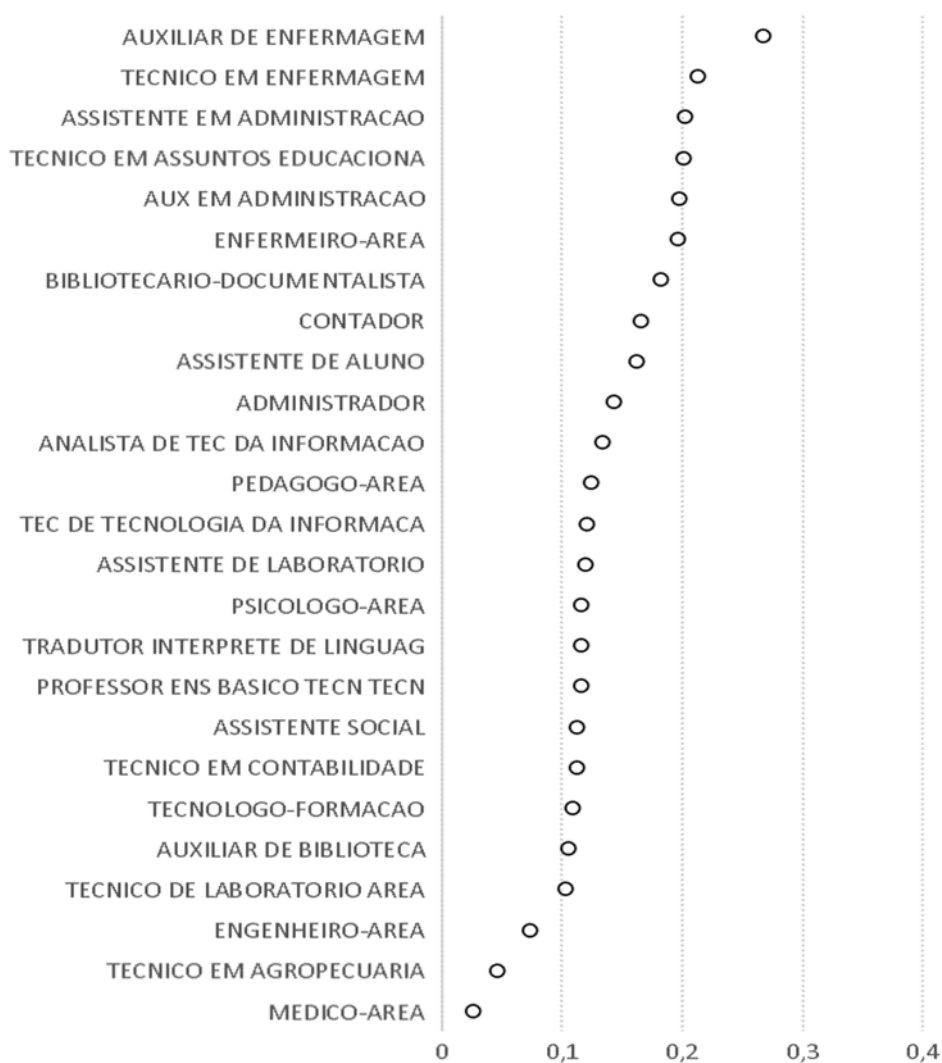 AUXILIAR DE ENFERMAGEM
TECNICO EM ENFERMAGEM
ASSISTENTE EM ADMINISTRACAO
TECNICO EM ASSUNTOS EDUCACIONA
AUX EM ADMINISTRACAO
ENFERMEIRO-AREA
BIBLIOTECARIO-DOCUMENTALISTA
CONTADOR
ASSISTENTE DE ALUNO
ADMINISTRADOR
ANALISTA DE TEC DA INFORMACAO
PEDAGOGO-AREA
TEC DE TECNOLOGIA DA INFORMACA
ASSISTENTE DE LABORATORIO
PSICOLOGO-AREA
TRADUTOR INTERPRETE DE LINGUAG
PROFESSOR ENS BASICO TECN TECN
ASSISTENTE SOCIAL
TECNICO EM CONTABILIDADE
TECNOLOGO-FORMACAO
AUXILIAR DE BIBLIOTECA
TECNICO DE LABORATORIO AREA
ENGENHEIRO-AREA
TECNICO EM AGROPECUARIA
MEDICO-AREA
0 0,1 0,2 0,3 0,4